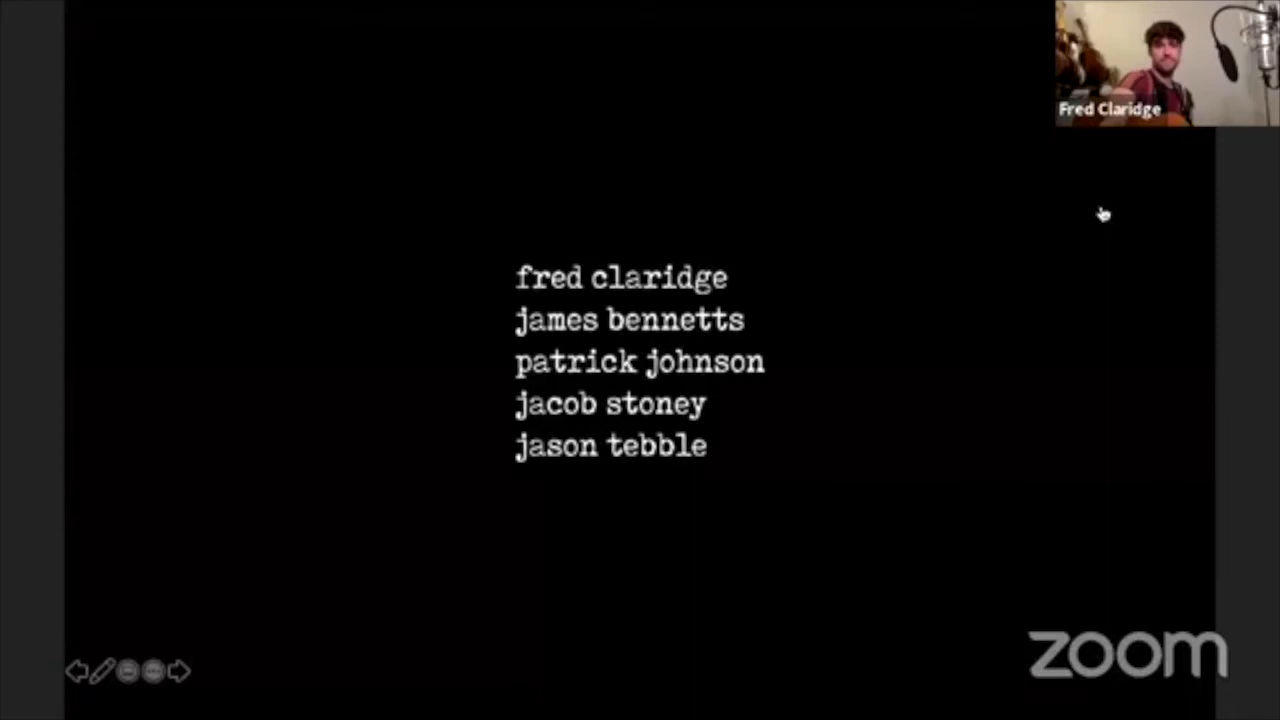 Fred Claridge
fred claridge
james bennetts
patrick johnson
jacob stoney
jason tebble
zoom